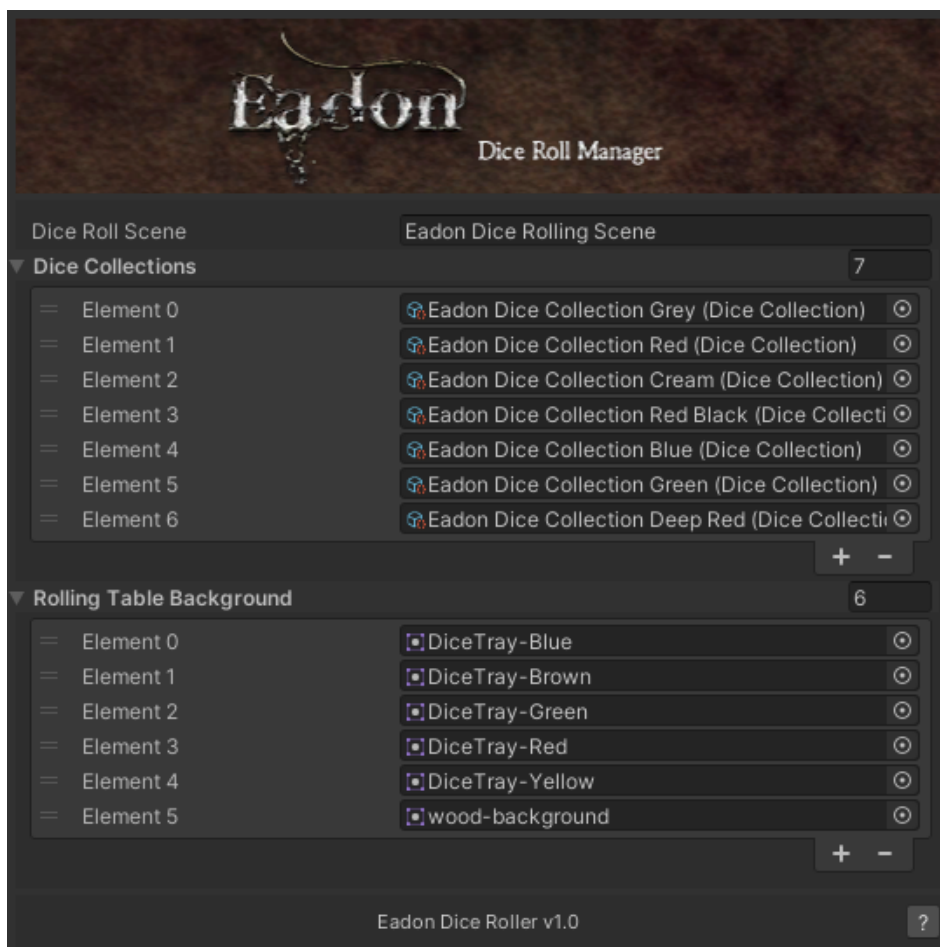 Eadon
Dice Roll Manager
Dice Roll Scene Eadon Dice Rolling Scene
Dice Collections 7
Element 0 Eadon Dice Collection Grey (Dice Collection)
Element 1 Eadon Dice Collection Red (Dice Collection)
Element 2 Eadon Dice Collection Cream (Dice Collection)
Element 3 Eadon Dice Collection Red Black (Dice Collecti
Element 4 Eadon Dice Collection Blue (Dice Collection)
Element 5 Eadon Dice Collection Green (Dice Collection)
Element 6 Eadon Dice Collection Deep Red (Dice Collecti
+ −
Rolling Table Background 6
Element 0 DiceTray-Blue
Element 1 DiceTray-Brown
Element 2 DiceTray-Green
Element 3 DiceTray-Red
Element 4 DiceTray-Yellow
Element 5 wood-background
+ −
Eadon Dice Roller v1.0 ?